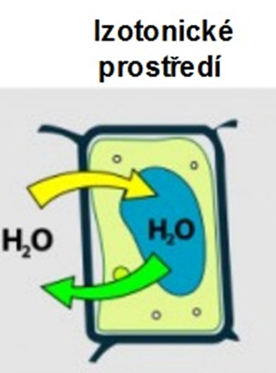 Izotonické
prostředí
H₂O
H₂O